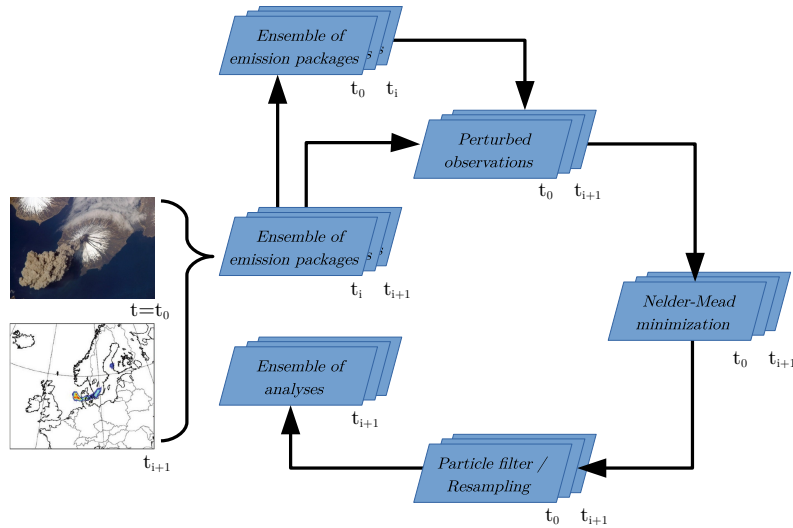 Ensemble of
emission packages
s
t₀ tᵢ
Perturbed
observations
t₀ tᵢ₊₁
Ensemble of
emission packages
s
tᵢ tᵢ₊₁
t=t₀
Nelder-Mead
minimization
t₀ tᵢ₊₁
Ensemble of
analyses
tᵢ₊₁
Particle filter /
Resampling
t₀ tᵢ₊₁
tᵢ₊₁